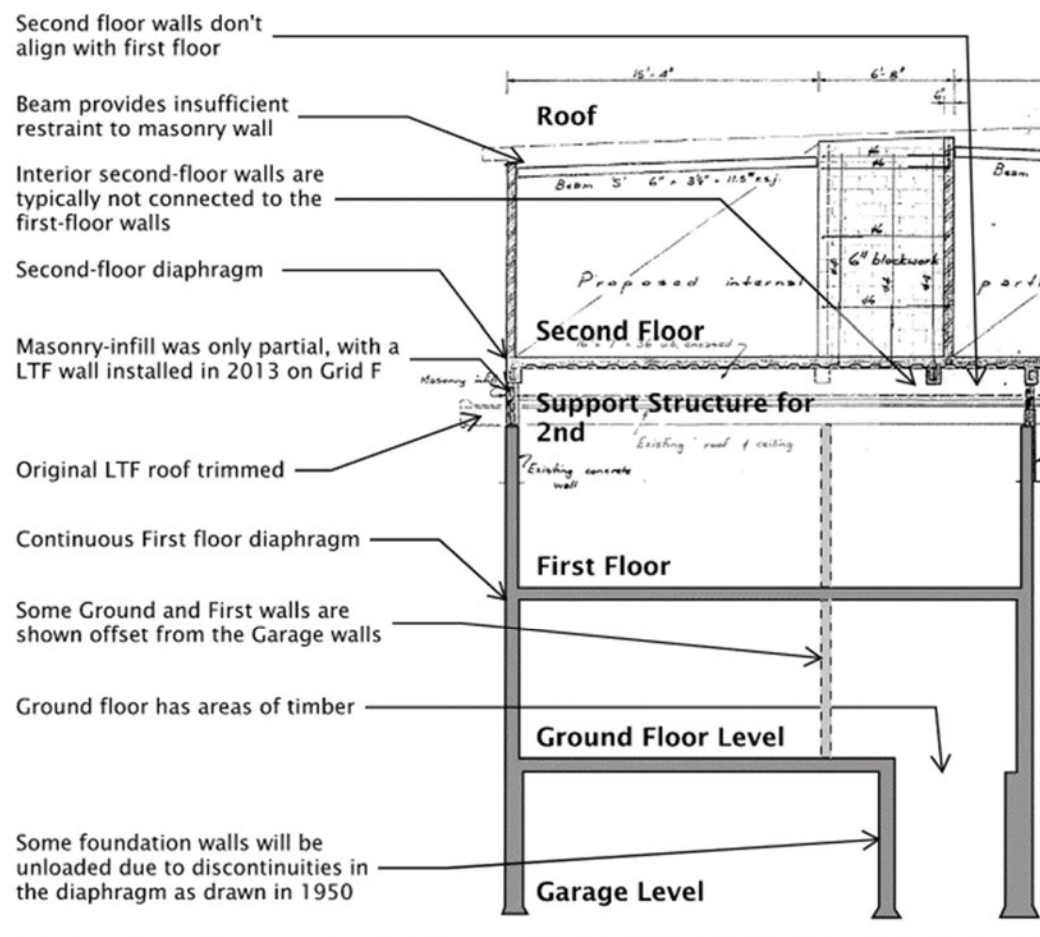 Second floor walls don't
align with first floor
15'-4"
6'-8"
6"
Beam provides insufficient
restraint to masonry wall
Roof
Interior second-floor walls are
typically not connected to the
first-floor walls
Beam
Beam
6" blockwork
Second-floor diaphragm
Proposed internal
Second Floor
Masonry-infill was only partial, with a
LTF wall installed in 2013 on Grid F
Masonry
Support Structure for
2nd
Existing roof & ceiling
Original LTF roof trimmed
Existing concrete
wall
Continuous First floor diaphragm
First Floor
Some Ground and First walls are
shown offset from the Garage walls
Ground floor has areas of timber
Ground Floor Level
Some foundation walls will be
unloaded due to discontinuities in
the diaphragm as drawn in 1950
Garage Level